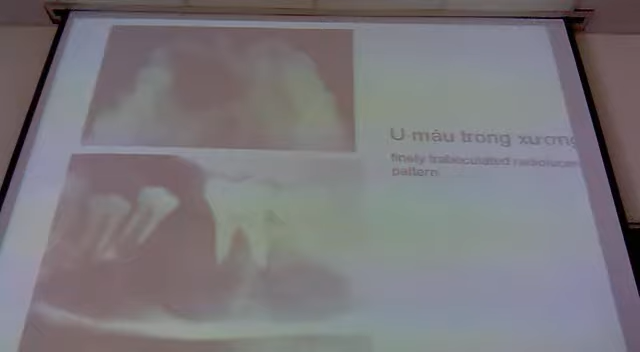 U máu trong xương
finely trabeculated radiolucent
pattern